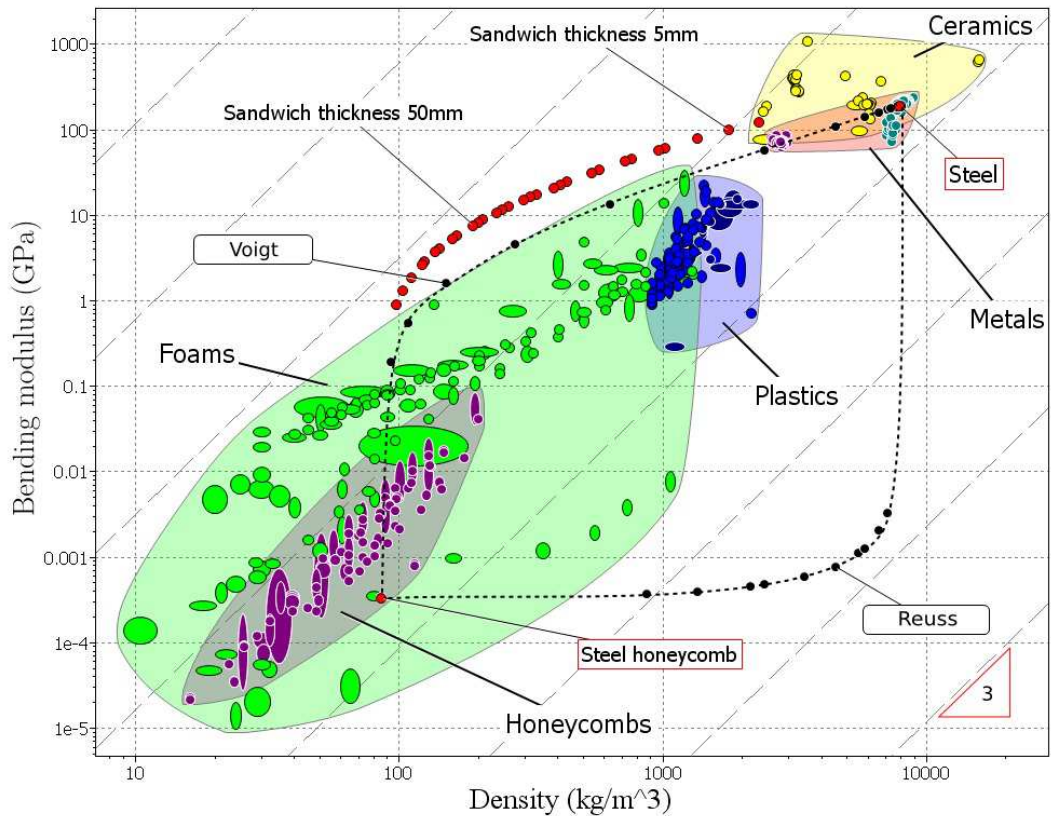 1000
100
10
1
0.1
0.01
0.001
1e-4
1e-5
Bending modulus (GPa)
Sandwich thickness 5mm
Ceramics
Sandwich thickness 50mm
Steel
Voigt
Metals
Foams
Plastics
Reuss
Steel honeycomb
3
Honeycombs
10
100
1000
10000
Density (kg/m^3)